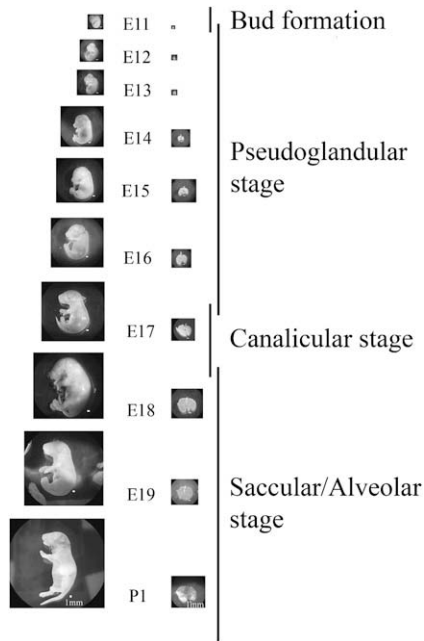 E11
Bud formation
E12
E13
E14
Pseudoglandular
stage
E15
E16
E17
Canalicular stage
E18
E19
Saccular/Alveolar
stage
P1
1mm
1mm